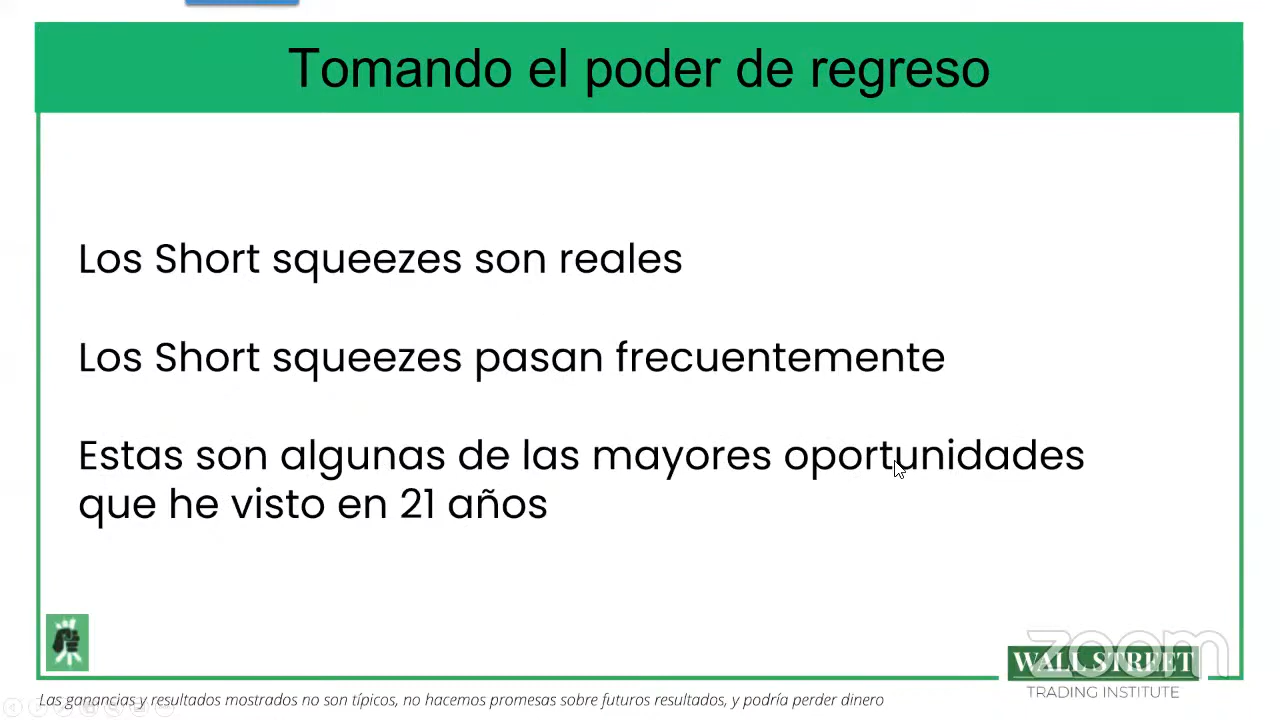 Tomando el poder de regreso
Los Short squeezes son reales
Los Short squeezes pasan frecuentemente
Estas son algunas de las mayores oportunidades
que he visto en 21 años
zoom
WALL STREET
TRADING INSTITUTE
Las ganancias y resultados mostrados no son típicos, no hacemos promesas sobre futuros resultados, y podría perder dinero